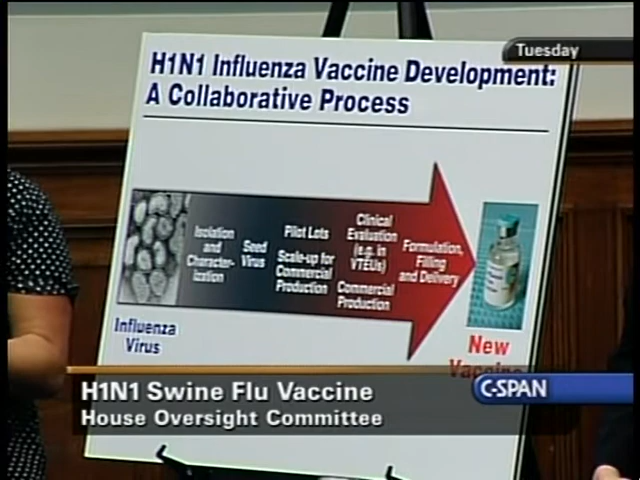 Tuesday
H1N1 Influenza Vaccine Development:
A Collaborative Process
Isolation
and
Character-
ization
Seed
Virus
Pilot Lots
Scale-up for
Commercial
Production
Clinical
Evaluation
(e.g. in
VTEUs)
Commercial
Production
Formulation,
Filling
and Delivery
Influenza
Virus
New
Vaccine
H1N1 Swine Flu Vaccine
House Oversight Committee
C-SPAN